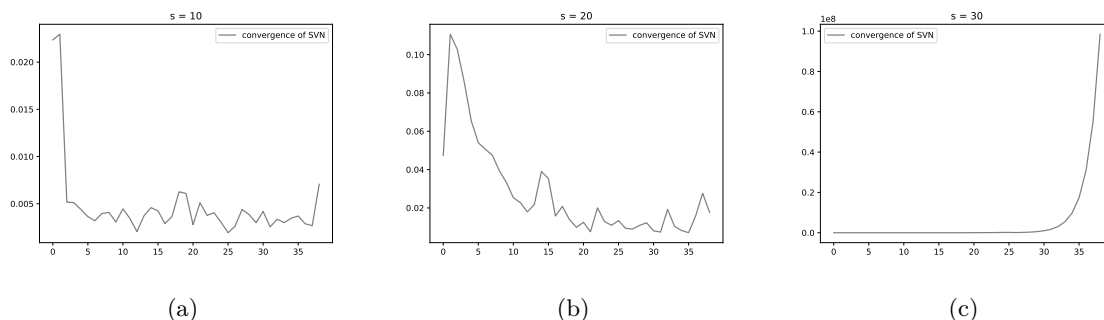 s = 10
convergence of SVN
0.020
0.015
0.010
0.005
0 5 10 15 20 25 30 35
(a)
s = 20
convergence of SVN
0.10
0.08
0.06
0.04
0.02
0 5 10 15 20 25 30 35
(b)
1e8
s = 30
convergence of SVN
1.0
0.8
0.6
0.4
0.2
0.0
0 5 10 15 20 25 30 35
(c)